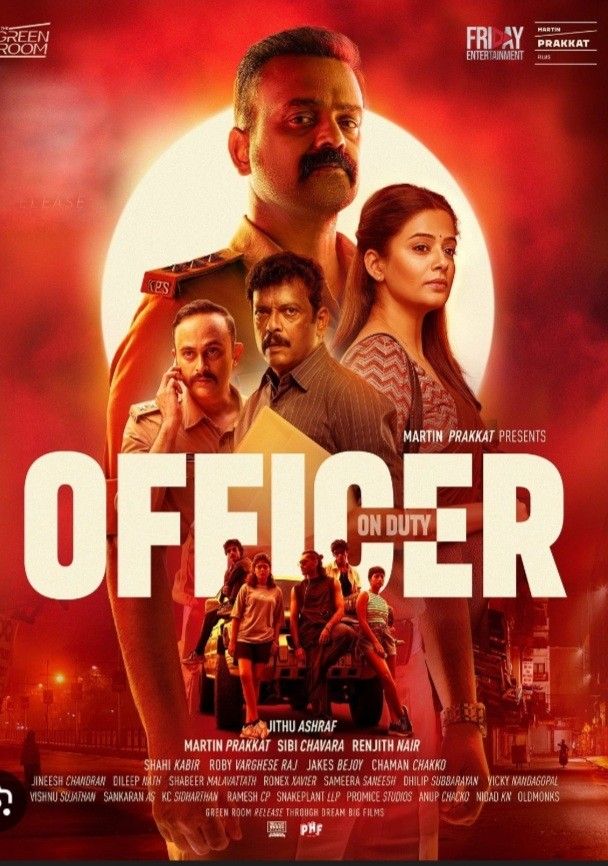 THE
GREEN
ROOM
FRIDAY
ENTERTAINMENT
MARTIN
PRAKKAT
FILMS
RELEASE
KPS
MARTIN PRAKKAT PRESENTS
OFFICER
ON DUTY
JITHU ASHRAF
MARTIN PRAKKAT SIBI CHAVARA RENJITH NAIR
SHAHI KABIR ROBY VARGHESE RAJ JAKES BEJOY CHAMAN CHAKKO
JINEESH CHANDRAN DILEEP NATH SHABEER MALAVATTATH RONEX XAVIER SAMEERA SANEESH DHILIP SUBBARAYAN VICKY NANDAGOPAL
VISHNU SUJATHAN SANKARAN AS KC SIDHARTHAN RAMESH CP SNAKEPLANT LLP PROMICE STUDIOS ANUP CHACKO NIDAD KN OLDMONKS
GREEN ROOM RELEASE THROUGH DREAM BIG FILMS